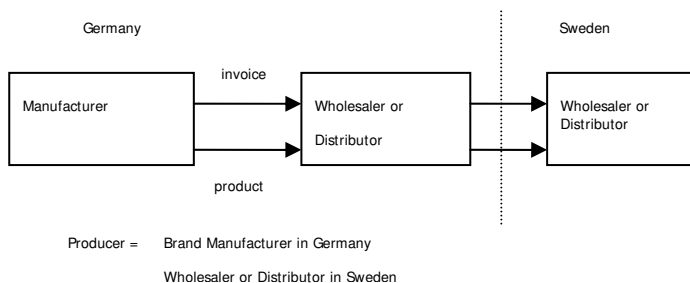 Germany
Sweden
invoice
Manufacturer
Wholesaler or
Distributor
Wholesaler or
Distributor
product
Producer = Brand Manufacturer in Germany
Wholesaler or Distributor in Sweden